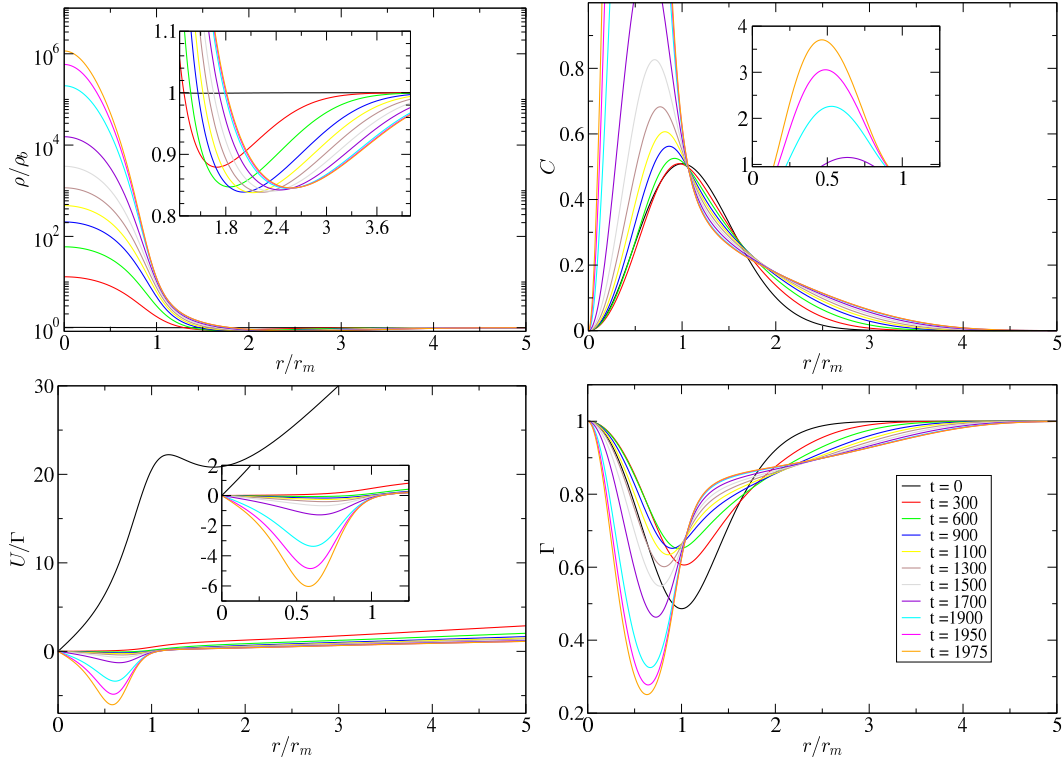 10^6
10^4
10^2
10^0
ρ/ρ_b
0 1 2 3 4 5
r/r_m
1.1
1
0.9
0.8
1.8 2.4 3 3.6
0.8
0.6
0.4
0.2
0
C
0 1 2 3 4 5
r/r_m
4
3
2
1
0 0.5 1
30
20
10
0
U/Γ
0 1 2 3 4 5
r/r_m
2
0
-2
-4
-6
0 0.5 1
1
0.8
0.6
0.4
0.2
Γ
0 1 2 3 4 5
r/r_m
t = 0
t = 300
t = 600
t = 900
t = 1100
t = 1300
t = 1500
t = 1700
t =1900
t = 1950
t = 1975